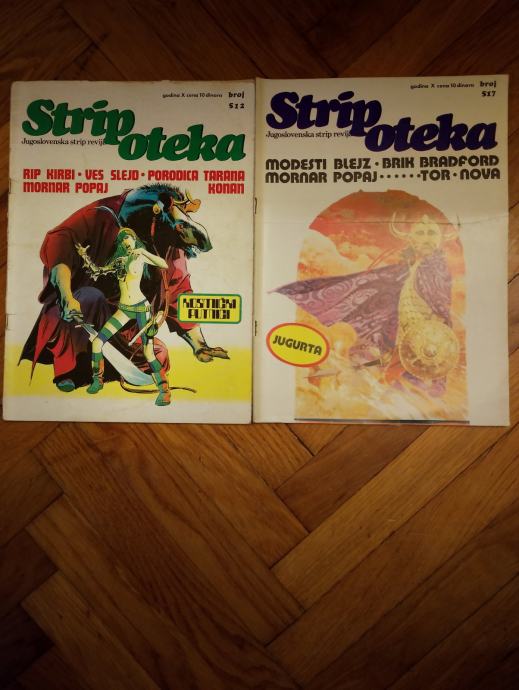 godina X cena 10 dinara broj
512
Strip
oteka
Jugoslovenska strip revija
RIP KIRBI · VES SLEJD · PORODICA TARANA
MORNAR POPAJ KONAN
KOSMIČKI
PUTNICI
godina X cena 10 dinara broj
517
Strip
oteka
Jugoslovenska strip revija
MODESTI BLEJZ · BRIK BRADFORD
MORNAR POPAJ······TOR · NOVA
JUGURTA